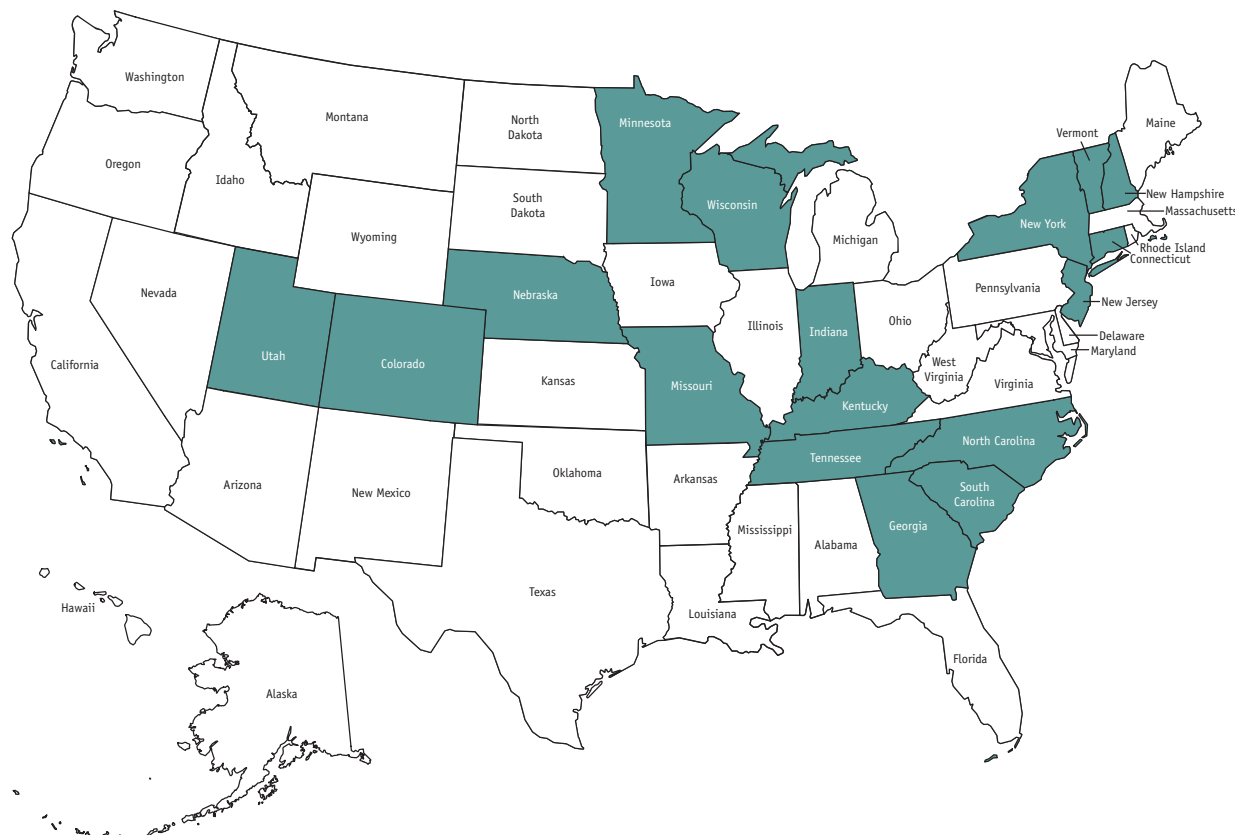 Washington
Montana
North
Dakota
Minnesota
Maine
Vermont
Oregon
Idaho
South
Dakota
Wisconsin
New Hampshire
Massachusetts
New York
Wyoming
Michigan
Rhode Island
Connecticut
Nevada
Nebraska
Iowa
Pennsylvania
New Jersey
Illinois
Indiana
Ohio
Delaware
Maryland
California
Utah
Colorado
Kansas
Missouri
West
Virginia
Virginia
Kentucky
North Carolina
Tennessee
Arizona
New Mexico
Oklahoma
Arkansas
South
Carolina
Mississippi
Alabama
Georgia
Texas
Hawaii
Louisiana
Florida
Alaska